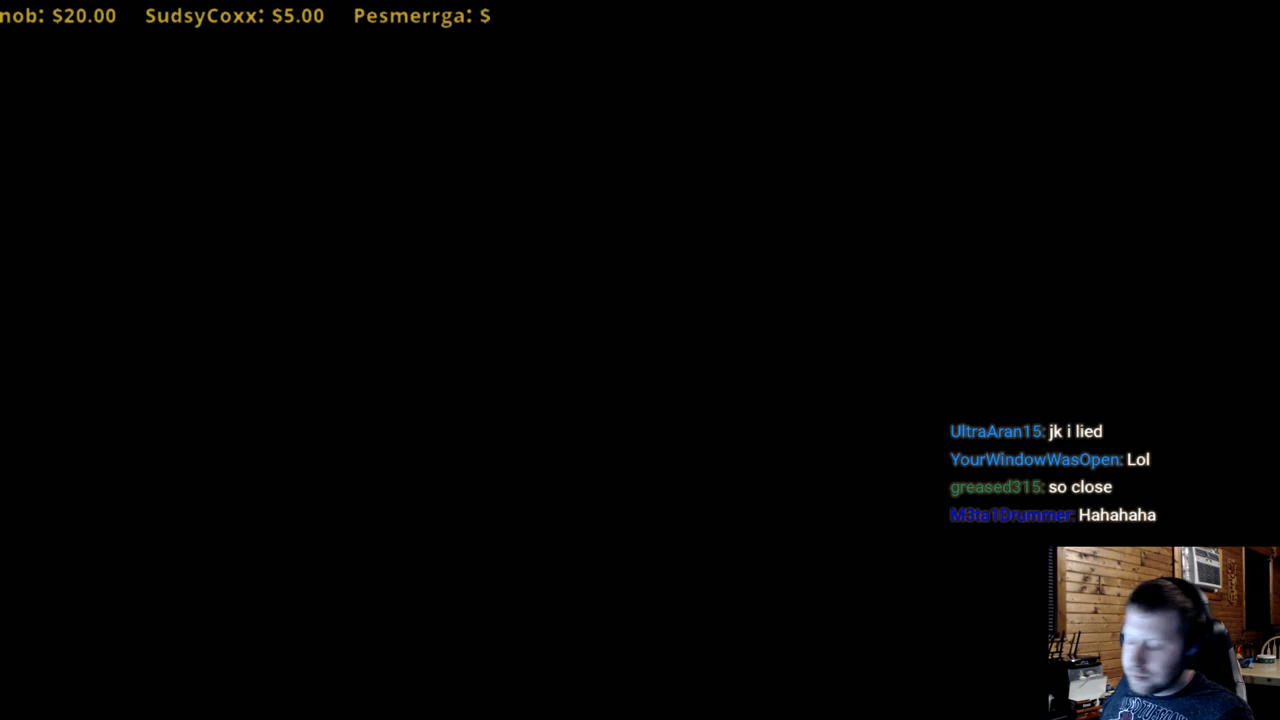 nob: $20.00 SudsyCoxx: $5.00 Pesmerrga: $
UltraAran15: jk i lied
YourWindowWasOpen: Lol
greased315: so close
M3ta1Drummer: Hahahaha